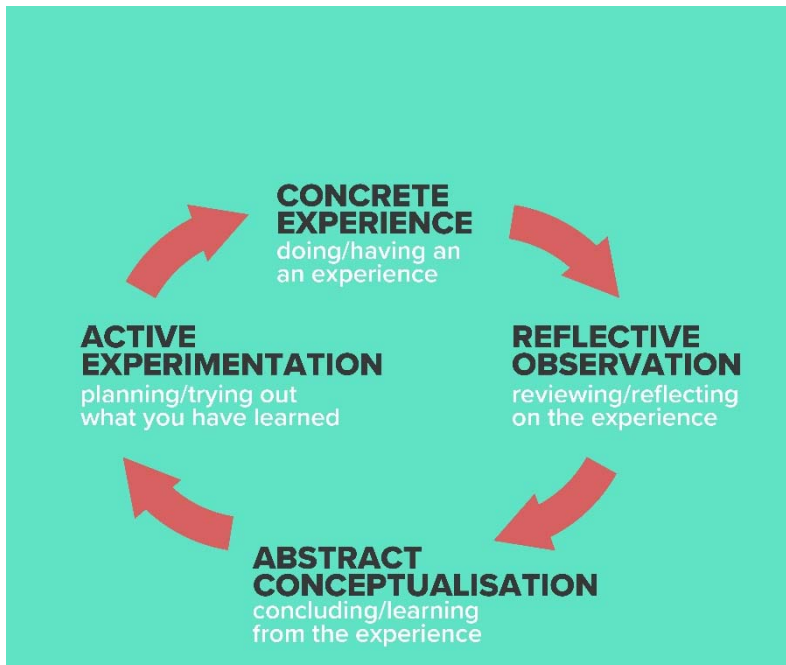 CONCRETE
EXPERIENCE
doing/having an
an experience
REFLECTIVE
OBSERVATION
reviewing/reflecting
on the experience
ABSTRACT
CONCEPTUALISATION
concluding/learning
from the experience
ACTIVE
EXPERIMENTATION
planning/trying out
what you have learned